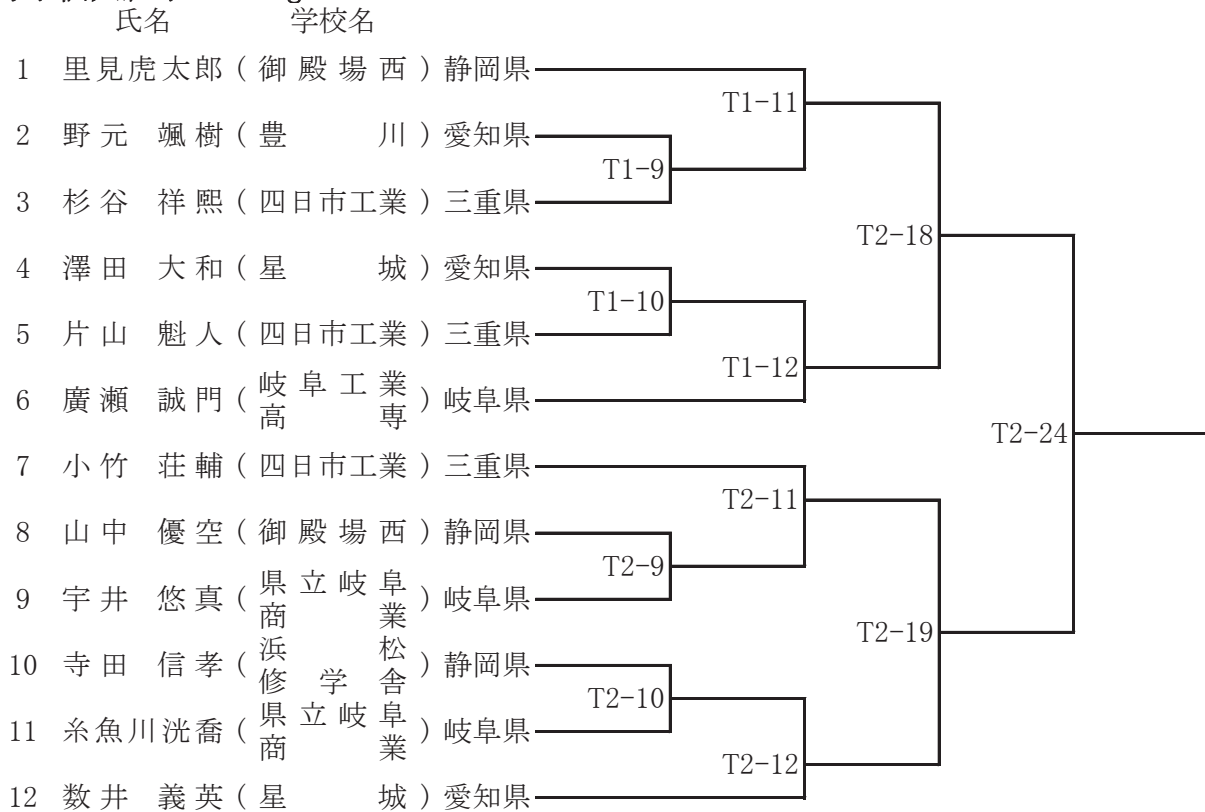 氏名 学校名
1 里見虎太郎 (御殿場西) 静岡県
T1-11
2 野元 颯樹 (豊川) 愛知県
T1-9
3 杉谷 祥熙 (四日市工業) 三重県
T2-18
4 澤田 大和 (星城) 愛知県
T1-10
5 片山 魁人 (四日市工業) 三重県
T1-12
6 廣瀬 誠門 (岐阜工業高専) 岐阜県
T2-24
7 小竹 荘輔 (四日市工業) 三重県
T2-11
8 山中 優空 (御殿場西) 静岡県
T2-9
9 宇井 悠真 (県立岐阜商業) 岐阜県
T2-19
10 寺田 信孝 (浜松修学舎) 静岡県
T2-10
11 糸魚川洸喬 (県立岐阜商業) 岐阜県
T2-12
12 数井 義英 (星城) 愛知県